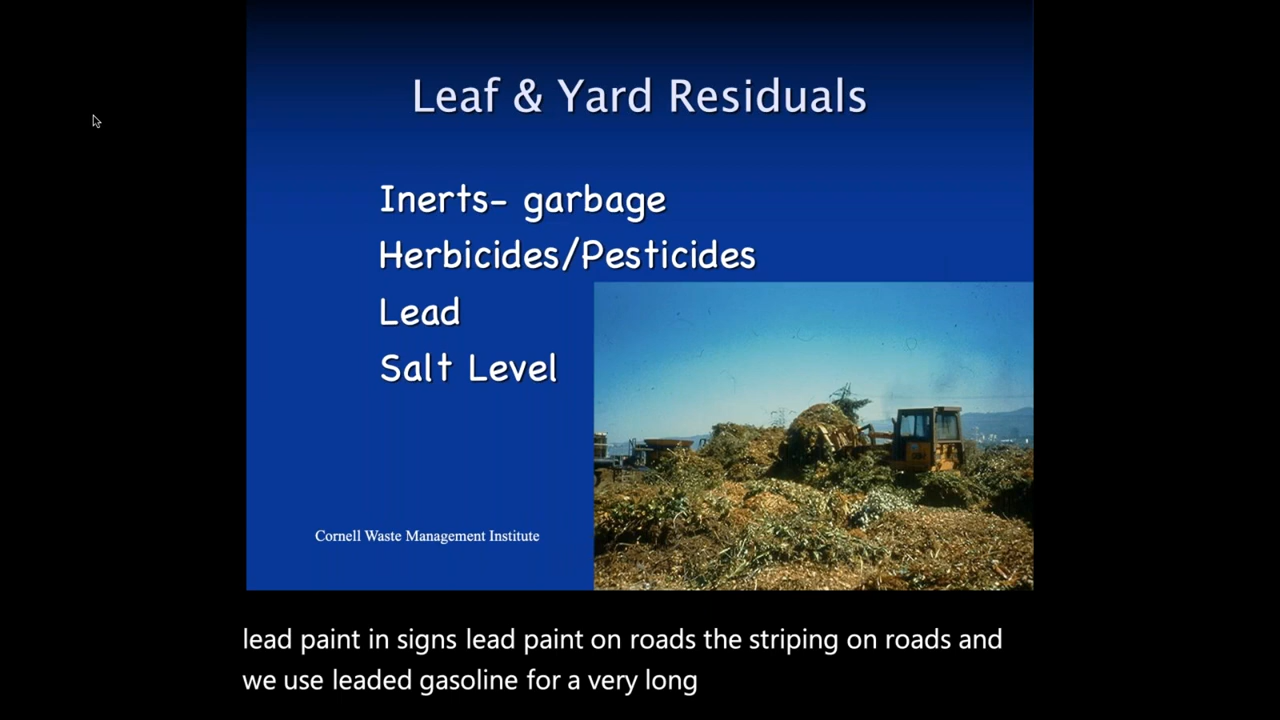 Leaf & Yard Residuals
Inerts- garbage
Herbicides/Pesticides
Lead
Salt Level
Cornell Waste Management Institute
lead paint in signs lead paint on roads the striping on roads and
we use leaded gasoline for a very long